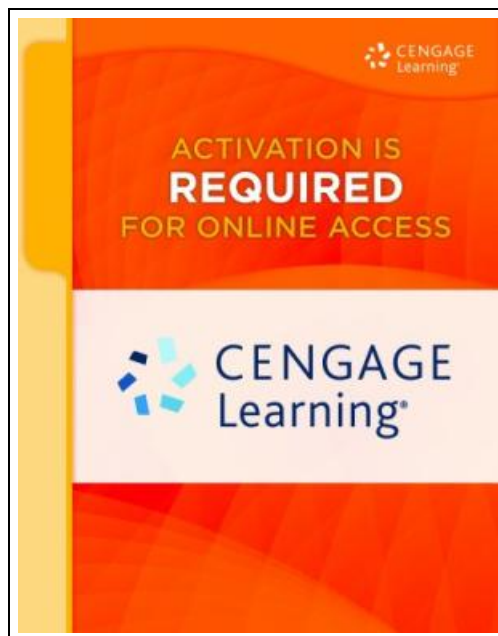 CENGAGE
Learning®
ACTIVATION IS
REQUIRED
FOR ONLINE ACCESS
CENGAGE
Learning®